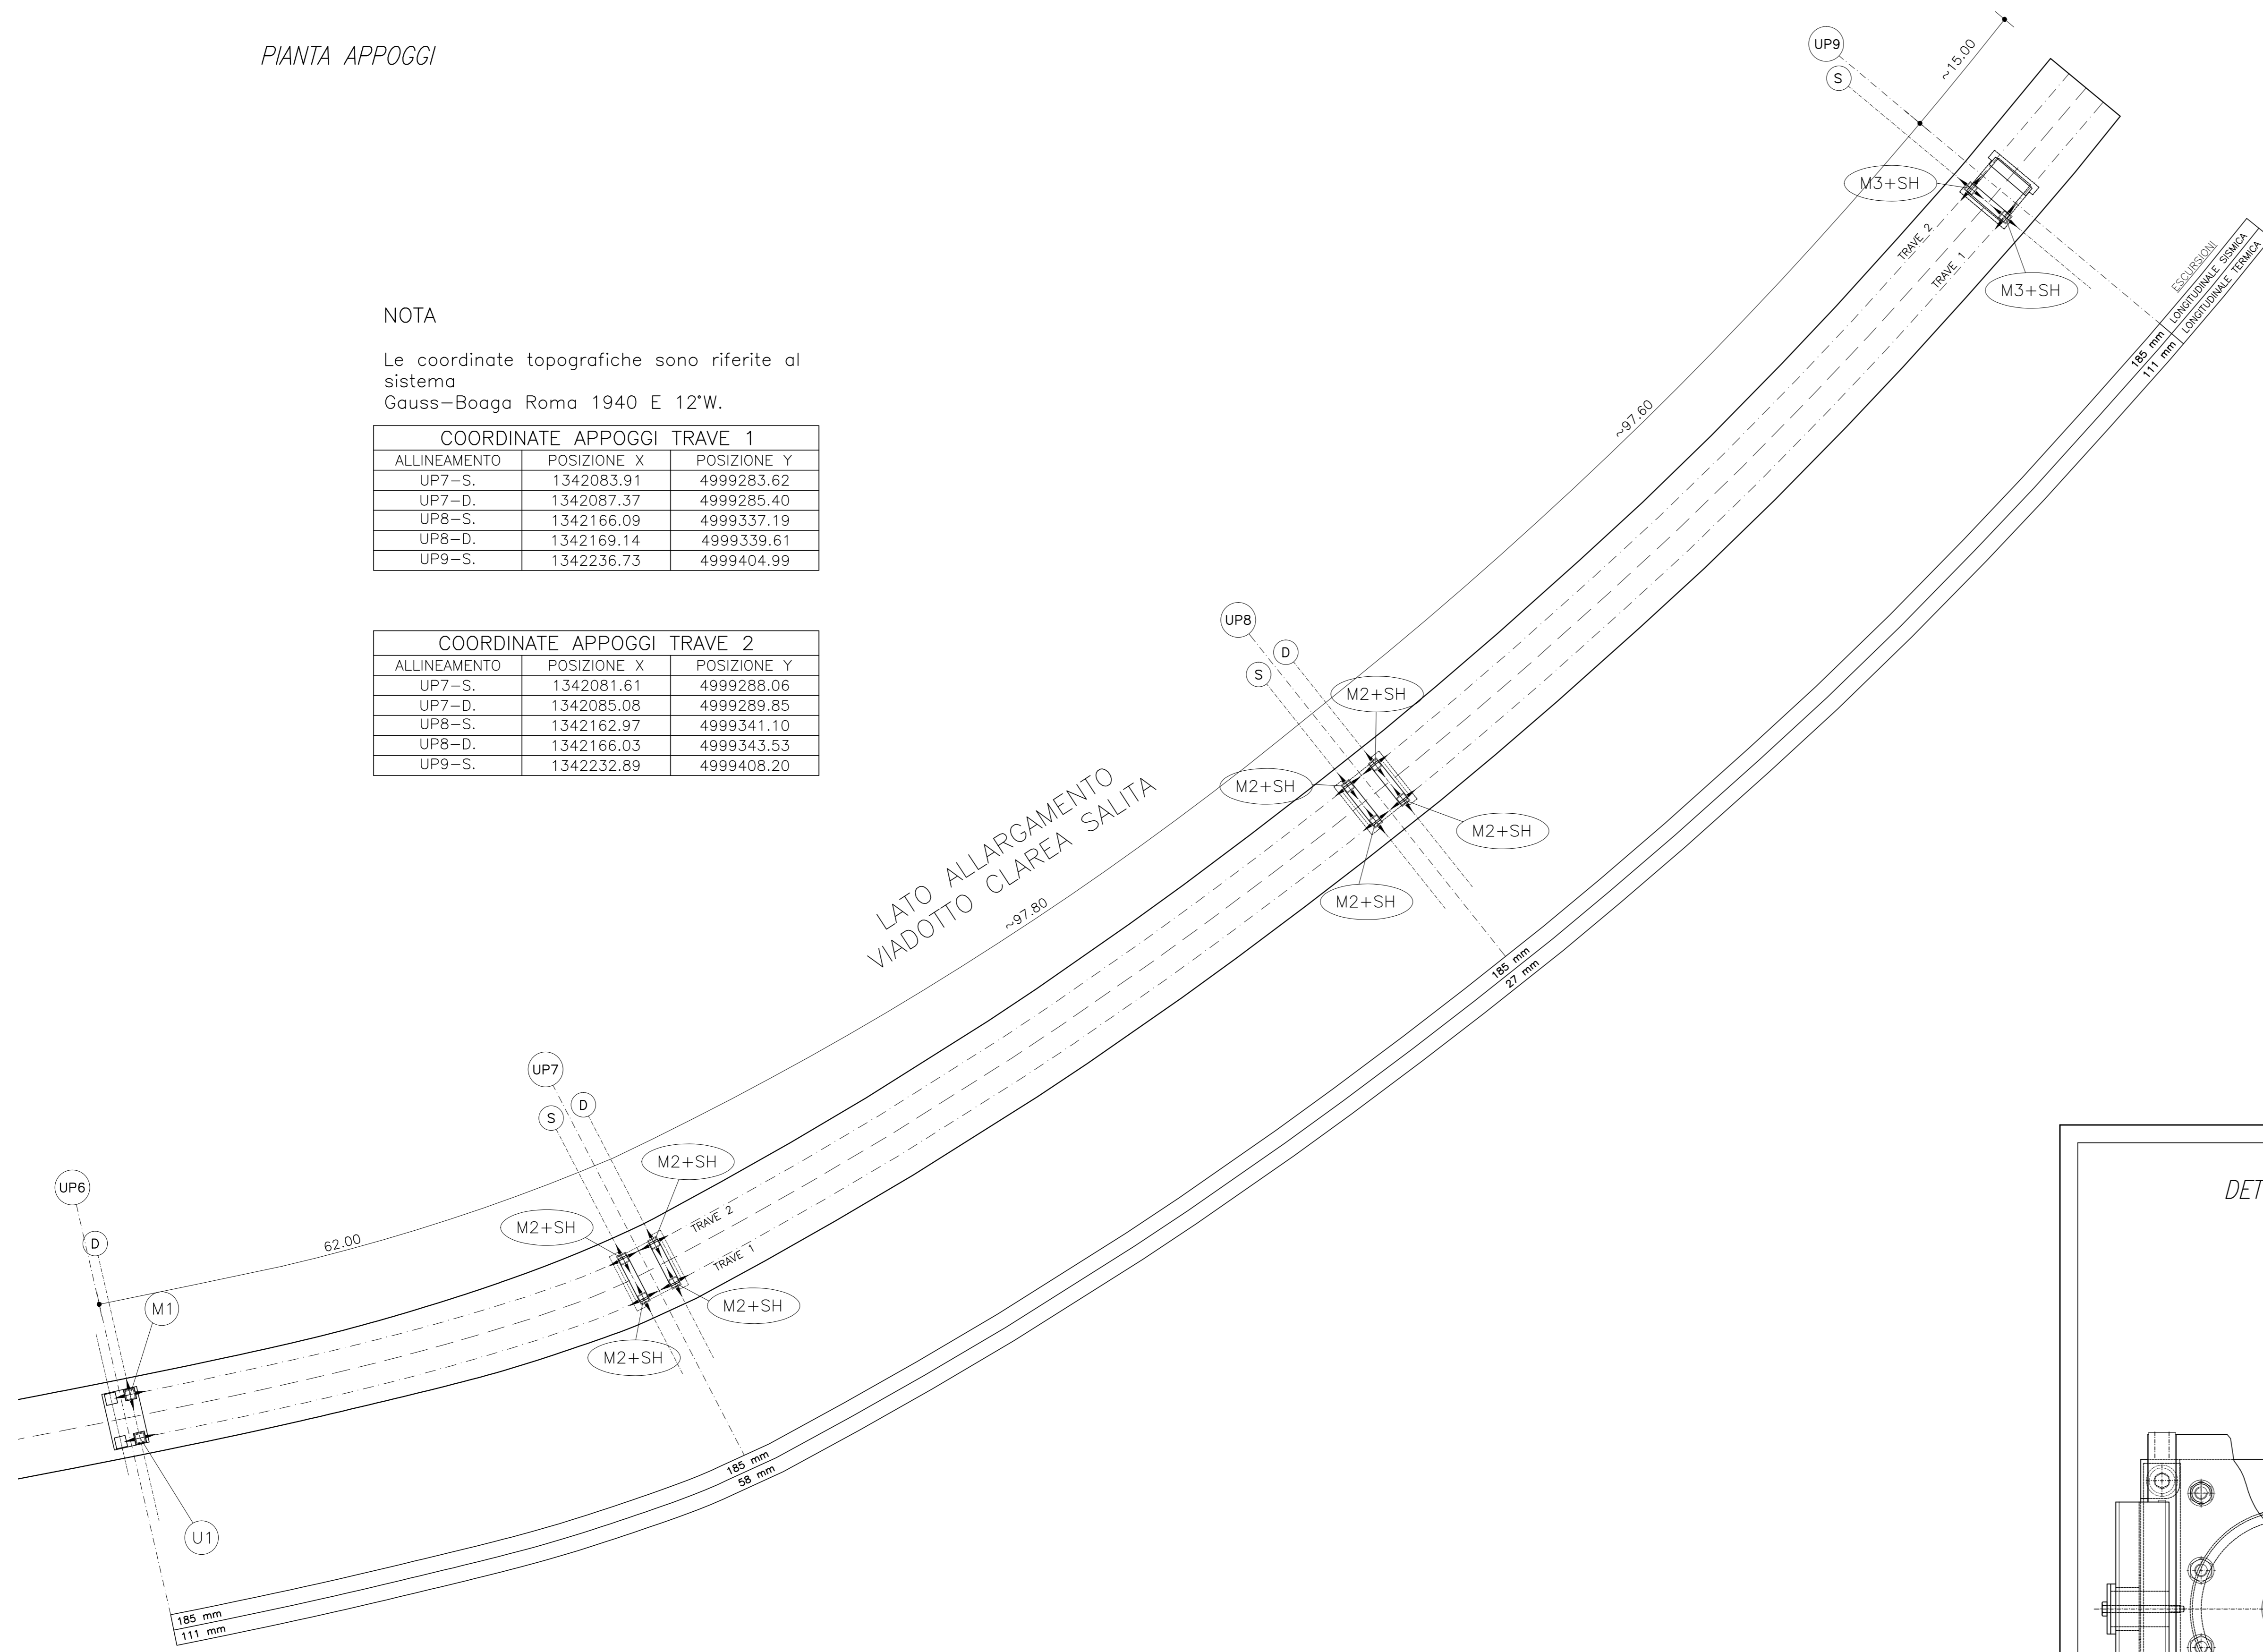 PIANTA APPOGGI
NOTA
Le coordinate topografiche sono riferite al
sistema
Gauss-Boaga Roma 1940 E 12°W.
COORDINATE APPOGGI TRAVE 1
ALLINEAMENTO POSIZIONE X POSIZIONE Y
UP7-S. 1342083.91 4999283.62
UP7-D. 1342087.37 4999285.40
UP8-S. 1342166.09 4999337.19
UP8-D. 1342169.14 4999339.61
UP9-S. 1342236.73 4999404.99
COORDINATE APPOGGI TRAVE 2
ALLINEAMENTO POSIZIONE X POSIZIONE Y
UP7-S. 1342081.61 4999288.06
UP7-D. 1342085.08 4999289.85
UP8-S. 1342162.97 4999341.10
UP8-D. 1342166.03 4999343.53
UP9-S. 1342232.89 4999408.20
UP9
S
~15.00
M3+SH
M3+SH
TRAVE 2
TRAVE 1
ESCURSIONI
LONGITUDINALE SISMICA
LONGITUDINALE TERMICA
185 mm
111 mm
~97.60
UP8
D
S
M2+SH
M2+SH
M2+SH
M2+SH
185 mm
27 mm
LATO ALLARGAMENTO
VIADOTTO CLAREA SALITA
~97.80
UP7
D
S
M2+SH
M2+SH
TRAVE 2
TRAVE 1
M2+SH
M2+SH
185 mm
58 mm
62.00
UP6
D
M1
U1
185 mm
111 mm
DET